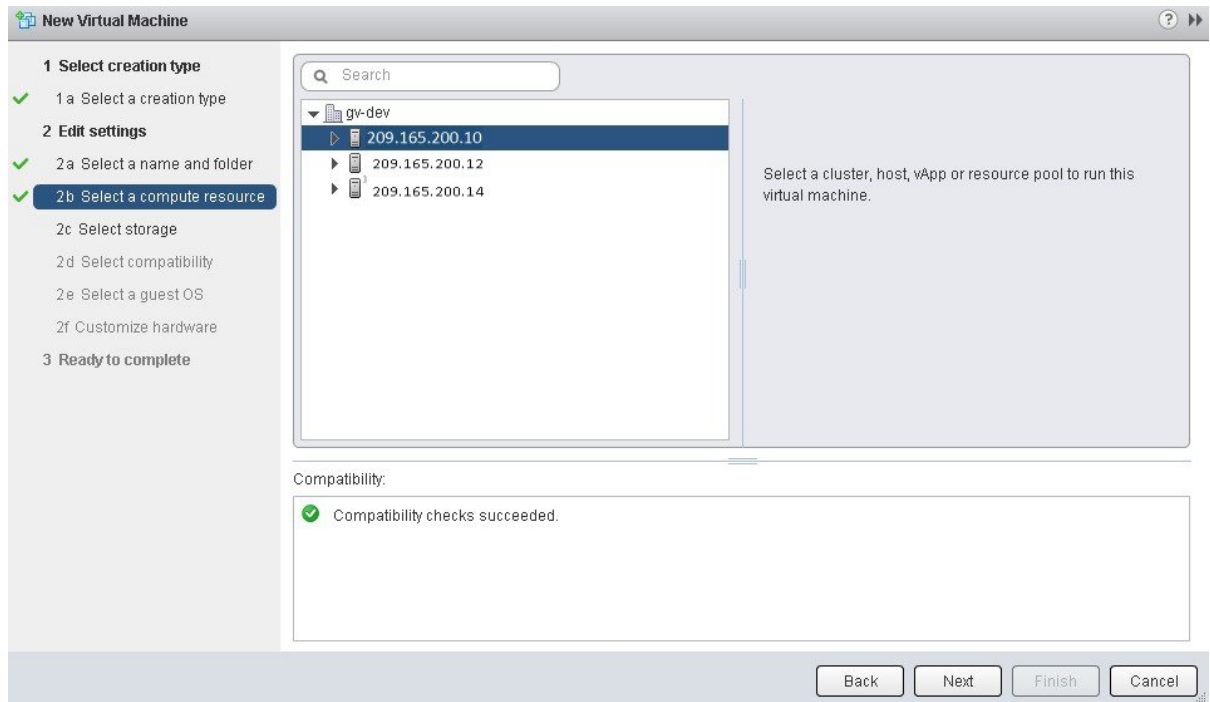 New Virtual Machine
1 Select creation type
1a Select a creation type
2 Edit settings
2a Select a name and folder
2b Select a compute resource
2c Select storage
2d Select compatibility
2e Select a guest OS
2f Customize hardware
3 Ready to complete
Search
gv-dev
209.165.200.10
209.165.200.12
209.165.200.14
Select a cluster, host, vApp or resource pool to run this
virtual machine.
Compatibility:
Compatibility checks succeeded.
Back Next Finish Cancel